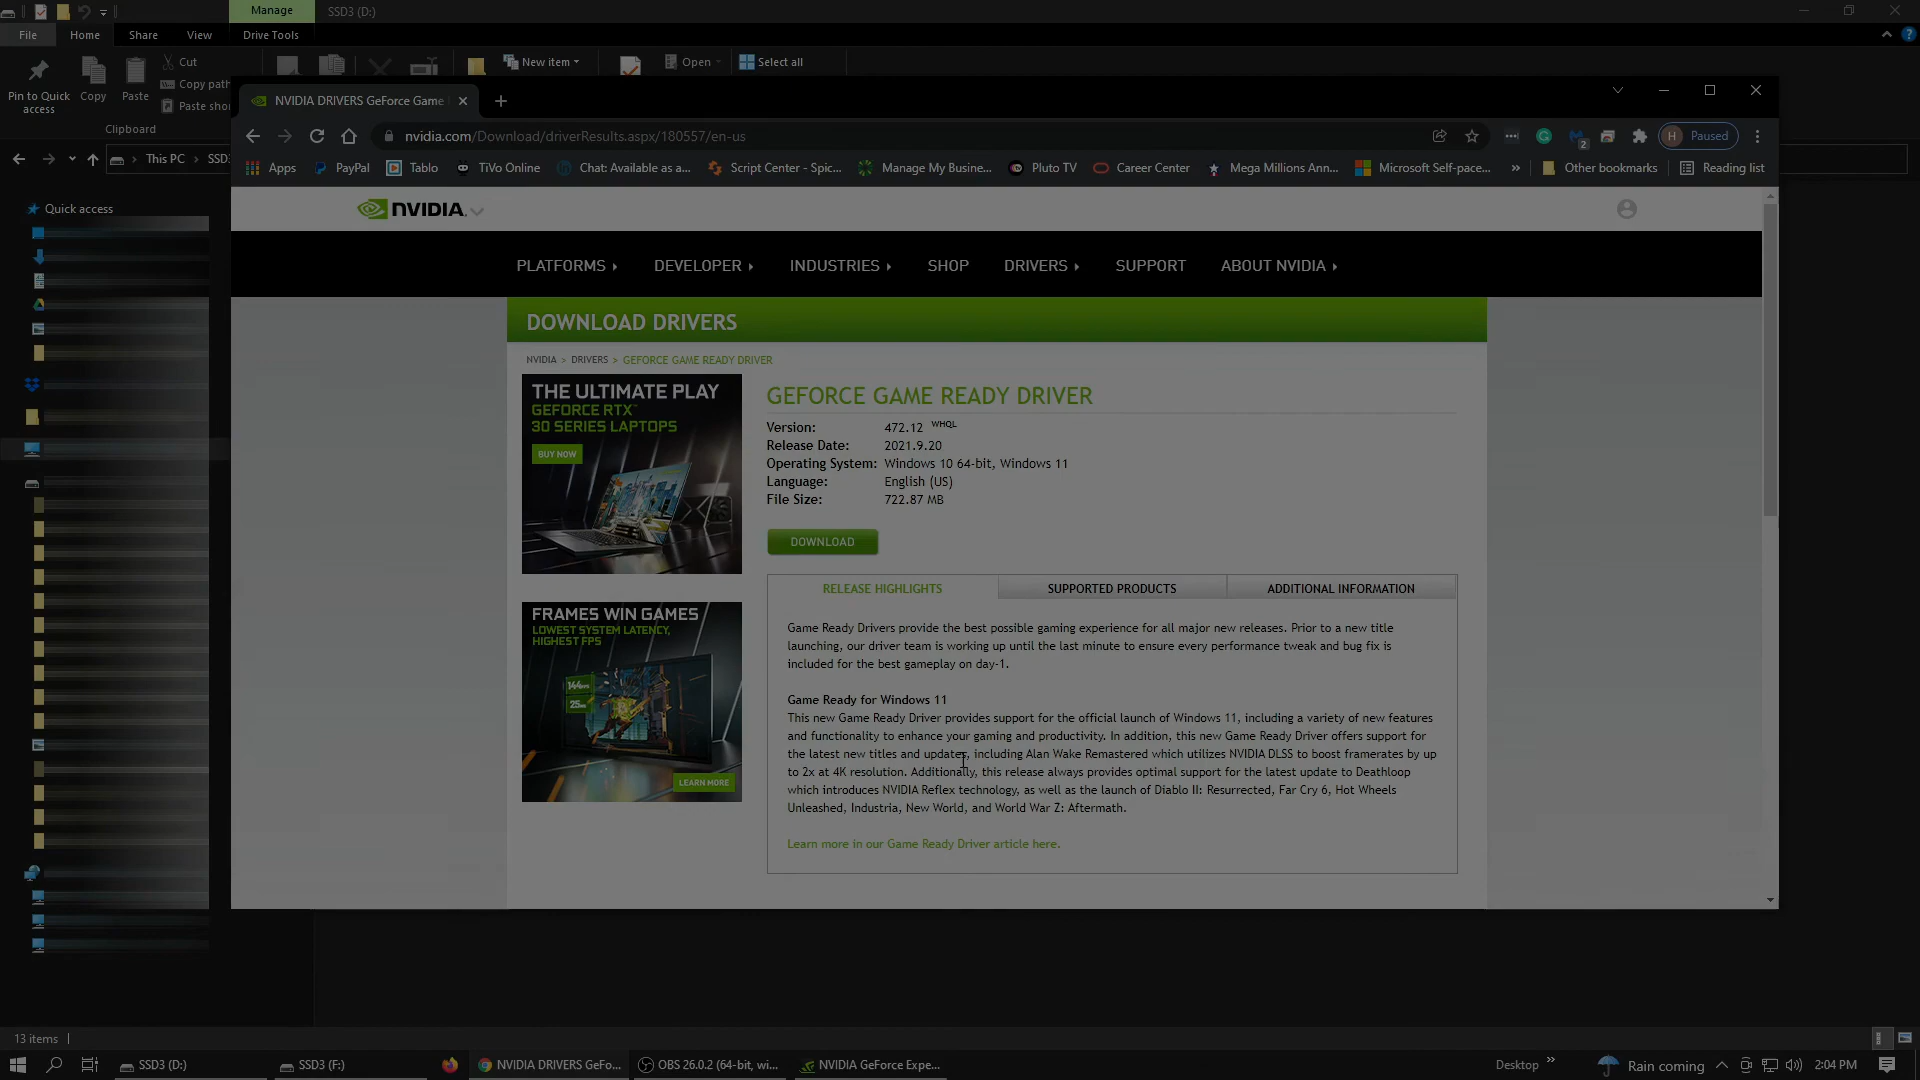 Manage
SSD3 (D:)
File
Home
Share
View
Drive Tools
Pin to Quick
access
Copy
Paste
Cut
Copy path
Paste shor
Clipboard
New item
Open
Select all
This PC
SSD3
NVIDIA DRIVERS GeForce Game
nvidia.com/Download/driverResults.aspx/180557/en-us
H
Paused
2
Apps
PayPal
Tablo
TiVo Online
Chat: Available as a...
Script Center - Spic...
Manage My Busine...
Pluto TV
Career Center
Mega Millions Ann...
Microsoft Self-pace...
»
Other bookmarks
Reading list
Quick access
NVIDIA.
PLATFORMS
DEVELOPER
INDUSTRIES
SHOP
DRIVERS
SUPPORT
ABOUT NVIDIA
DOWNLOAD DRIVERS
NVIDIA > DRIVERS > GEFORCE GAME READY DRIVER
THE ULTIMATE PLAY
GEFORCE RTX™
30 SERIES LAPTOPS
BUY NOW
GEFORCE GAME READY DRIVER
Version: 472.12 WHQL
Release Date: 2021.9.20
Operating System: Windows 10 64-bit, Windows 11
Language: English (US)
File Size: 722.87 MB
DOWNLOAD
FRAMES WIN GAMES
LOWEST SYSTEM LATENCY,
HIGHEST FPS
LEARN MORE
RELEASE HIGHLIGHTS
SUPPORTED PRODUCTS
ADDITIONAL INFORMATION
Game Ready Drivers provide the best possible gaming experience for all major new releases. Prior to a new title
launching, our driver team is working up until the last minute to ensure every performance tweak and bug fix is
included for the best gameplay on day-1.
Game Ready for Windows 11
This new Game Ready Driver provides support for the official launch of Windows 11, including a variety of new features
and functionality to enhance your gaming and productivity. In addition, this new Game Ready Driver offers support for
the latest new titles and updates, including Alan Wake Remastered which utilizes NVIDIA DLSS to boost framerates by up
to 2x at 4K resolution. Additionally, this release always provides optimal support for the latest update to Deathloop
which introduces NVIDIA Reflex technology, as well as the launch of Diablo II: Resurrected, Far Cry 6, Hot Wheels
Unleashed, Industria, New World, and World War Z: Aftermath.
Learn more in our Game Ready Driver article here.
13 items
SSD3 (D:)
SSD3 (F:)
NVIDIA DRIVERS GeFo...
OBS 26.0.2 (64-bit, wi...
NVIDIA GeForce Expe...
Desktop
»
Rain coming
2:04 PM